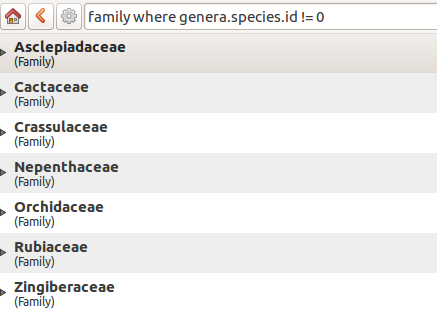 family where genera.species.id != 0
Asclepiadaceae
(Family)
Cactaceae
(Family)
Crassulaceae
(Family)
Nepenthaceae
(Family)
Orchidaceae
(Family)
Rubiaceae
(Family)
Zingiberaceae
(Family)